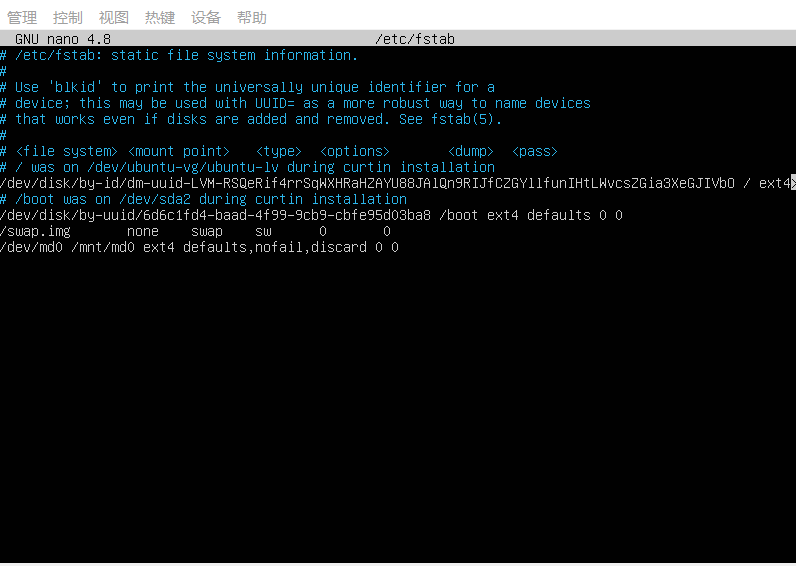 管理 控制 视图 热键 设备 帮助
GNU nano 4.8 /etc/fstab
# /etc/fstab: static file system information.
#
# Use 'blkid' to print the universally unique identifier for a
# device; this may be used with UUID= as a more robust way to name devices
# that works even if disks are added and removed. See fstab(5).
#
# <file system> <mount point>   <type>  <options>       <dump>  <pass>
# / was on /dev/ubuntu-vg/ubuntu-lv during curtin installation
/dev/disk/by-id/dm-uuid-LVM-RSQeRif4rrSqWXHRaHZAYU88JAlQn9RIJfCZGYllfunIHtLWvcsZGia3XeGJIVbO / ext4>
# /boot was on /dev/sda2 during curtin installation
/dev/disk/by-uuid/6d6c1fd4-baad-4f99-9cb9-cbfe95d03ba8 /boot ext4 defaults 0 0
/swap.img       none    swap    sw      0       0
/dev/md0 /mnt/md0 ext4 defaults,nofail,discard 0 0